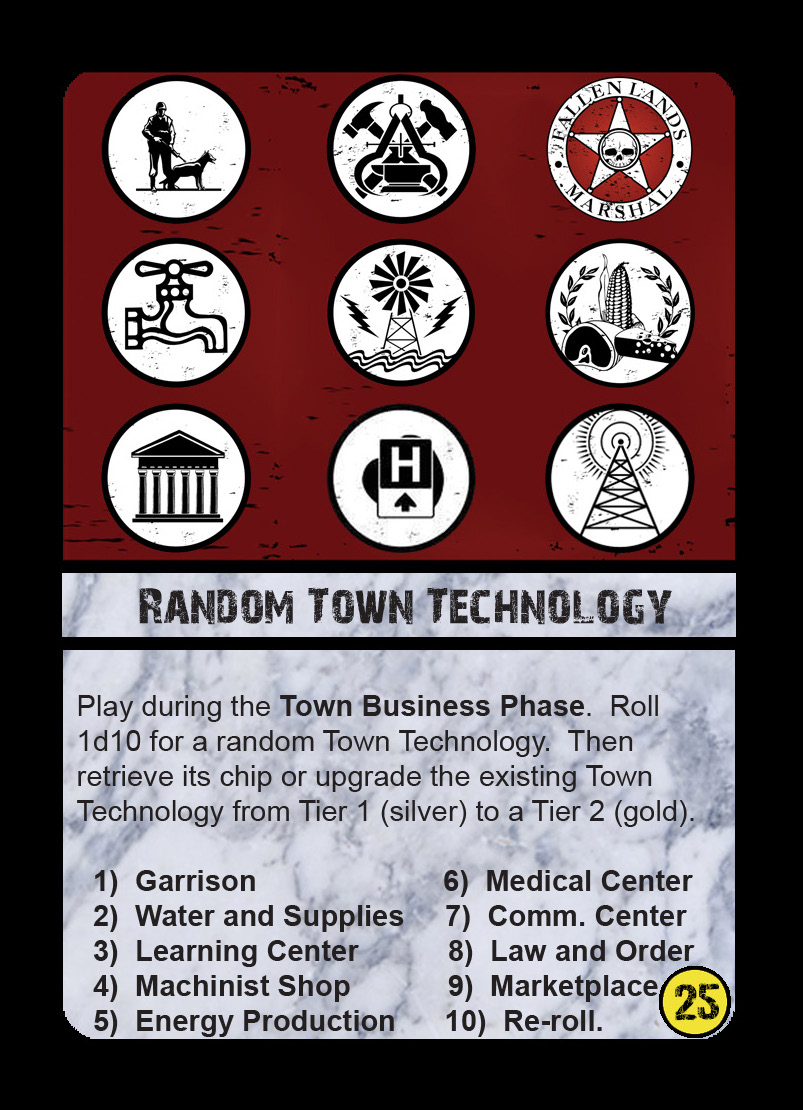 FALLEN LANDS
MARSHAL
H
RANDOM TOWN TECHNOLOGY
Play during the Town Business Phase.  Roll
1d10 for a random Town Technology.  Then
retrieve its chip or upgrade the existing Town
Technology from Tier 1 (silver) to a Tier 2 (gold).
1)  Garrison
2)  Water and Supplies
3)  Learning Center
4)  Machinist Shop
5)  Energy Production
6)  Medical Center
7)  Comm. Center
8)  Law and Order
9)  Marketplace
10)  Re-roll.
25